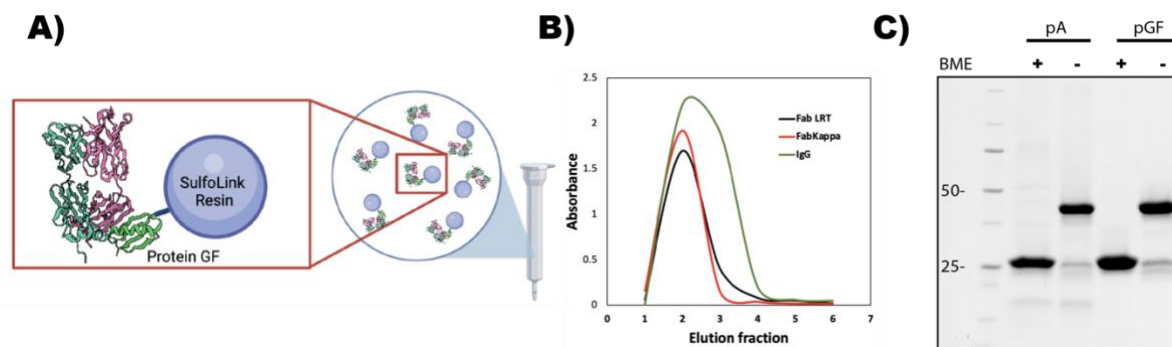 A)
SulfoLink
Resin
Protein GF
B)
Absorbance
2.5
2
1.5
1
0.5
0
0 1 2 3 4 5 6 7
Elution fraction
Fab LRT
FabKappa
IgG
C)
pA pGF
BME + - + -
50-
25-